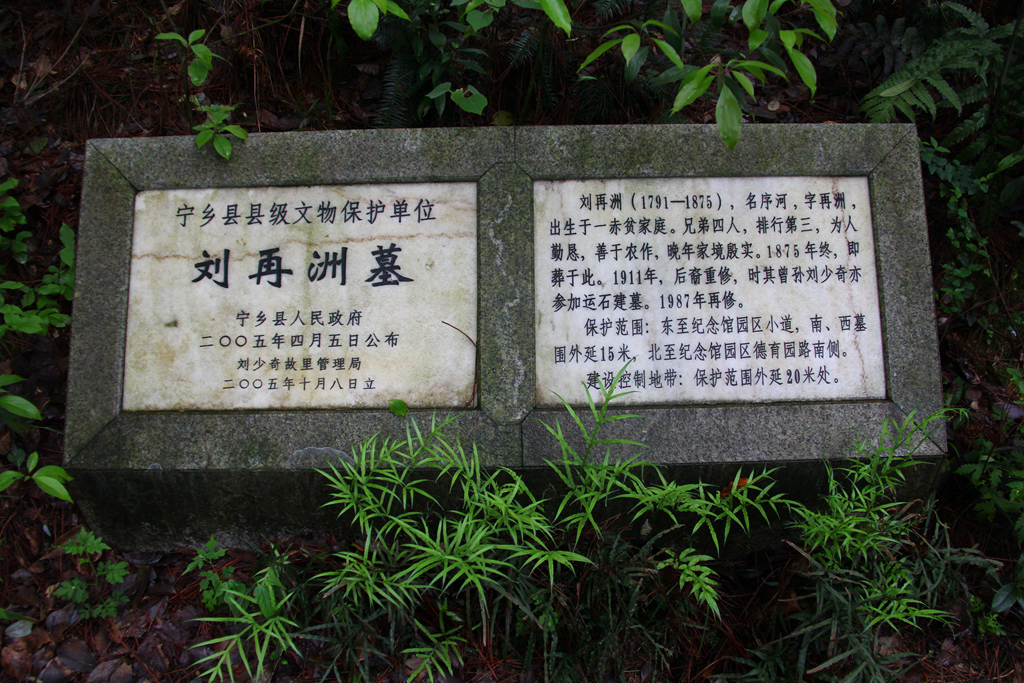 宁乡县县级文物保护单位
刘再洲墓
宁乡县人民政府
二〇〇五年四月五日公布
刘少奇故里管理局
二〇〇五年十月八日立
刘再洲（1791—1875），名序河，字再洲，
出生于一赤贫家庭。兄弟四人，排行第三，为人
勤恳，善于农作，晚年家境殷实。1875年终，即
葬于此。1911年，后裔重修，时其曾孙刘少奇亦
参加运石建墓。1987年再修。
保护范围：东至纪念馆园区小道，南、西墓
围外延15米，北至纪念馆园区德育园路南侧。
建设控制地带：保护范围外延20米处。